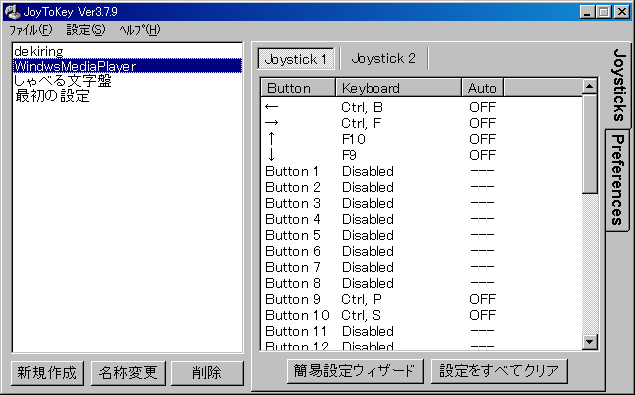 JoyToKey Ver3.7.9
ファイル(F) 設定(S) ヘルプ(H)
dekiring
WindwsMediaPlayer
しゃべる文字盤
最初の設定
新規作成 名称変更 削除
Joystick 1 Joystick 2
Button Keyboard Auto
← Ctrl, B OFF
→ Ctrl, F OFF
↑ F10 OFF
↓ F9 OFF
Button 1 Disabled ---
Button 2 Disabled ---
Button 3 Disabled ---
Button 4 Disabled ---
Button 5 Disabled ---
Button 6 Disabled ---
Button 7 Disabled ---
Button 8 Disabled ---
Button 9 Ctrl, P OFF
Button 10 Ctrl, S OFF
Button 11 Disabled ---
Button 12 Disabled ---
簡易設定ウィザード 設定をすべてクリア
Joysticks
Preferences